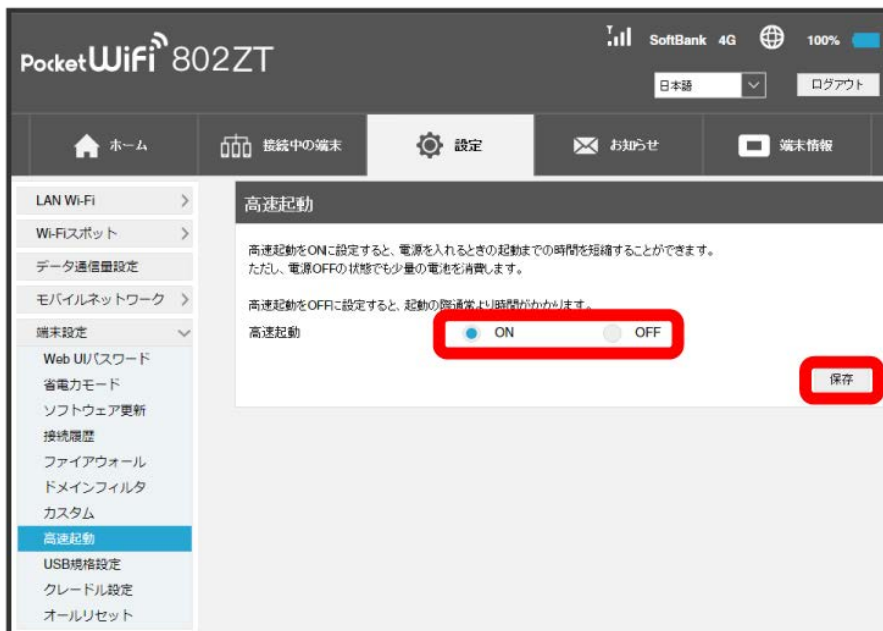 PocketWiFi 802ZT
SoftBank 4G 100%
日本語 ログアウト
ホーム 接続中の端末 設定 お知らせ 端末情報
LAN Wi-Fi
Wi-Fiスポット
データ通信量設定
モバイルネットワーク
端末設定
Web UIパスワード
省電力モード
ソフトウェア更新
接続履歴
ファイアウォール
ドメインフィルタ
カスタム
高速起動
USB規格設定
クレードル設定
オールリセット
高速起動
高速起動をONに設定すると、電源を入れるときの起動までの時間を短縮することができます。
ただし、電源OFFの状態でも少量の電池を消費します。
高速起動をOFFに設定すると、起動の際通常より時間がかかります。
高速起動 ON OFF
保存